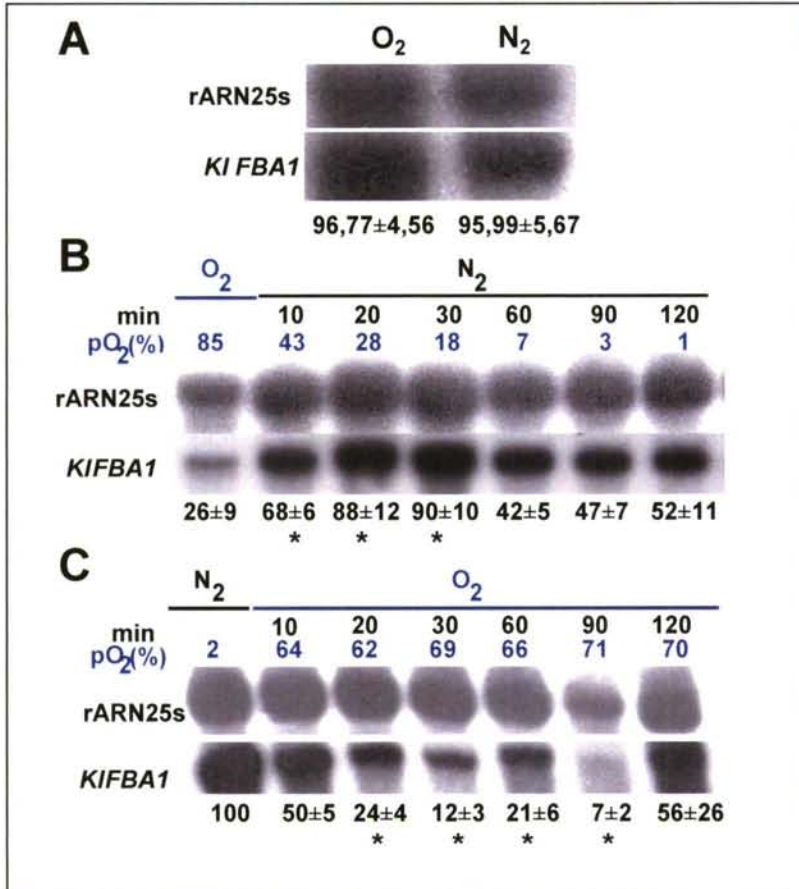 A
O2 N2
rARN25s
Kl FBA1
96,77±4,56 95,99±5,67
B
O2 N2
min 10 20 30 60 90 120
pO2(%) 85 43 28 18 7 3 1
rARN25s
KlFBA1
26±9 68±6 88±12 90±10 42±5 47±7 52±11
* * *
C
N2 O2
min 10 20 30 60 90 120
pO2(%) 2 64 62 69 66 71 70
rARN25s
KlFBA1
100 50±5 24±4 12±3 21±6 7±2 56±26
* * * *